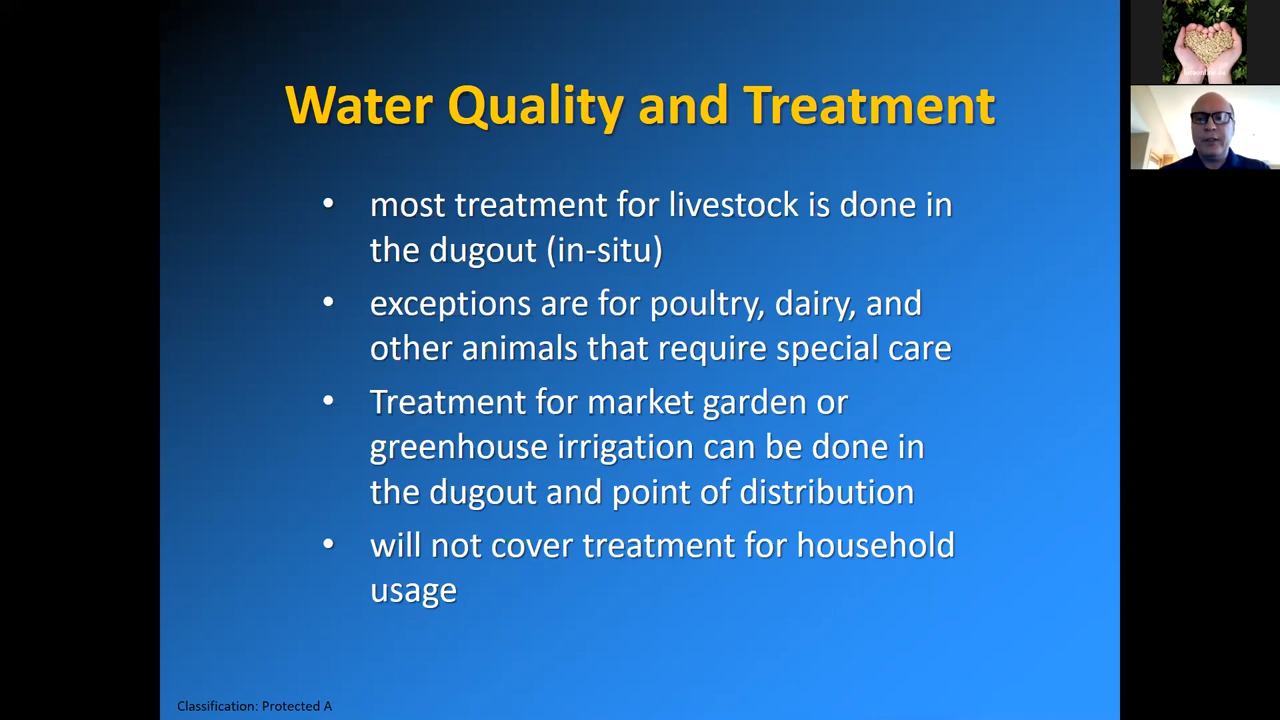 Water Quality and Treatment
• most treatment for livestock is done in
the dugout (in-situ)
• exceptions are for poultry, dairy, and
other animals that require special care
• Treatment for market garden or
greenhouse irrigation can be done in
the dugout and point of distribution
• will not cover treatment for household
usage
Classification: Protected A